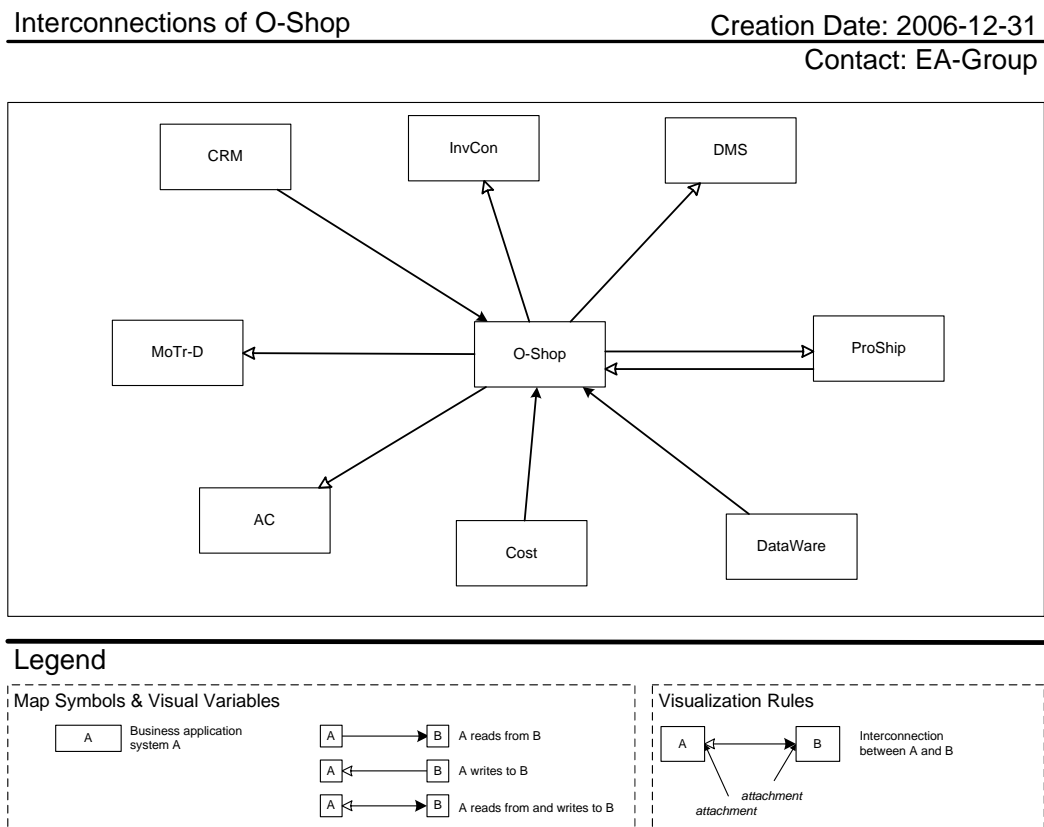 Interconnections of O-Shop
Creation Date: 2006-12-31
Contact: EA-Group
CRM
InvCon
DMS
MoTr-D
O-Shop
ProShip
AC
Cost
DataWare
Legend
Map Symbols & Visual Variables
A
Business application
system A
A
B
A reads from B
A
B
A writes to B
A
B
A reads from and writes to B
Visualization Rules
A
B
Interconnection
between A and B
attachment
attachment